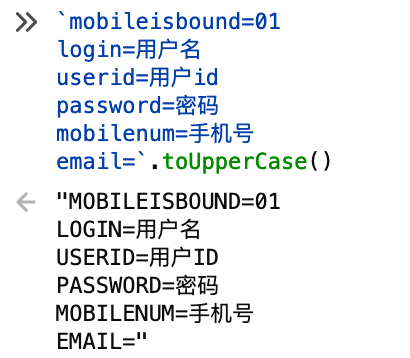 `mobileisbound=01
login=用户名
userid=用户id
password=密码
mobilenum=手机号
email=`.toUpperCase()
"MOBILEISBOUND=01
LOGIN=用户名
USERID=用户ID
PASSWORD=密码
MOBILENUM=手机号
EMAIL="